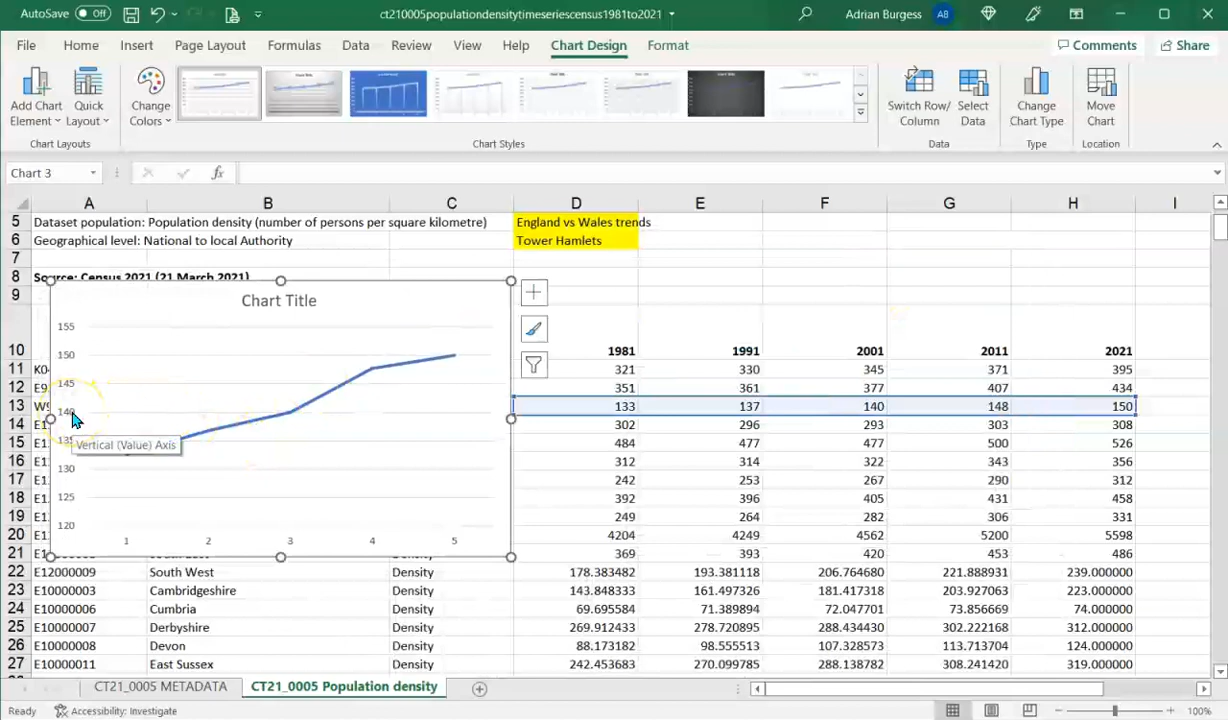 AutoSave Off ct210005populationdensitytimeseriescensus1981to2021 Adrian Burgess AB
File Home Insert Page Layout Formulas Data Review View Help Chart Design Format Comments Share
Add Chart Element Quick Layout Change Colors Switch Row/ Column Select Data Change Chart Type Move Chart
Chart Layouts Chart Styles Data Type Location
Chart 3 fx
A B C D E F G H I
5 Dataset population: Population density (number of persons per square kilometre) England vs Wales trends
6 Geographical level: National to local Authority Tower Hamlets
7
8 Source: Census 2021 (21 March 2021)
9
Chart Title
155
150
145
140
135
130
125
120
1 2 3 4 5
Vertical (Value) Axis
10 1981 1991 2001 2011 2021
11 K0 321 330 345 371 395
12 E9 351 361 377 407 434
13 W9 133 137 140 148 150
14 E1 302 296 293 303 308
15 E1 484 477 477 500 526
16 E1 312 314 322 343 356
17 E1 242 253 267 290 312
18 E1 392 396 405 431 458
19 E1 249 264 282 306 331
20 E1 4204 4249 4562 5200 5598
21 369 393 420 453 486
22 E12000009 South West Density 178.383482 193.381118 206.764680 221.888931 239.000000
23 E10000003 Cambridgeshire Density 143.848333 161.497326 181.417318 203.927063 223.000000
24 E10000006 Cumbria Density 69.695584 71.389894 72.047701 73.856669 74.000000
25 E10000007 Derbyshire Density 269.912433 278.720895 288.434430 302.222168 312.000000
26 E10000008 Devon Density 88.173182 98.555513 107.328573 113.713704 124.000000
27 E10000011 East Sussex Density 242.453683 270.099785 288.138782 308.241420 319.000000
CT21_0005 METADATA CT21_0005 Population density
Ready Accessibility: Investigate 100%